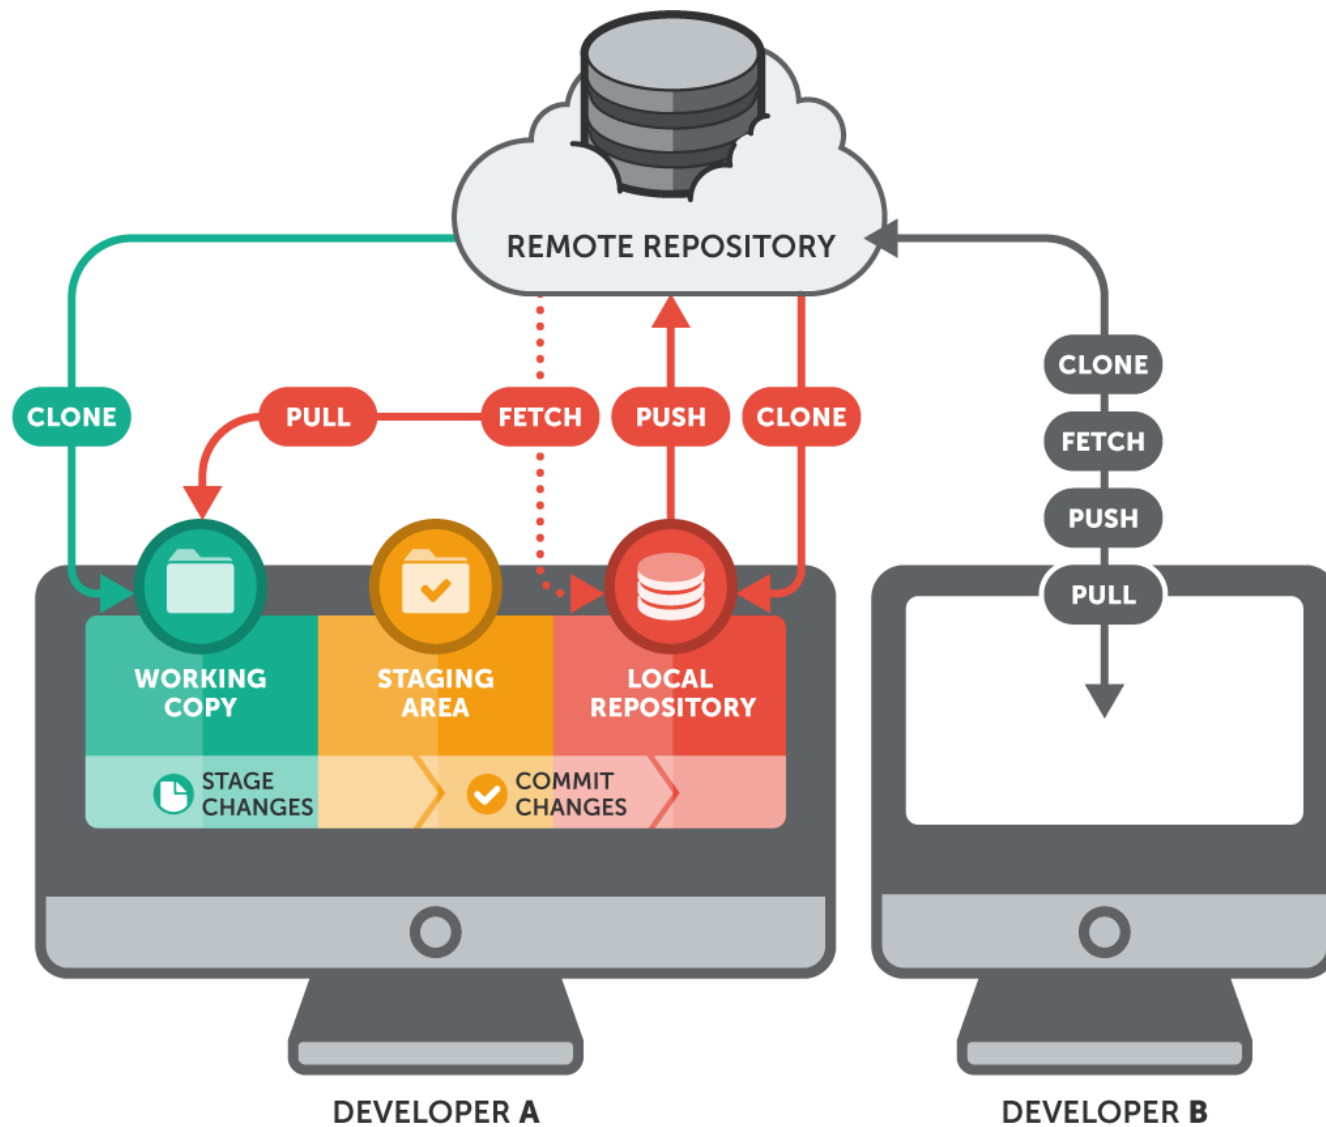 REMOTE REPOSITORY
CLONE
PULL
FETCH
PUSH
CLONE
CLONE
FETCH
PUSH
PULL
WORKING
COPY
STAGING
AREA
LOCAL
REPOSITORY
STAGE
CHANGES
COMMIT
CHANGES
DEVELOPER A
DEVELOPER B